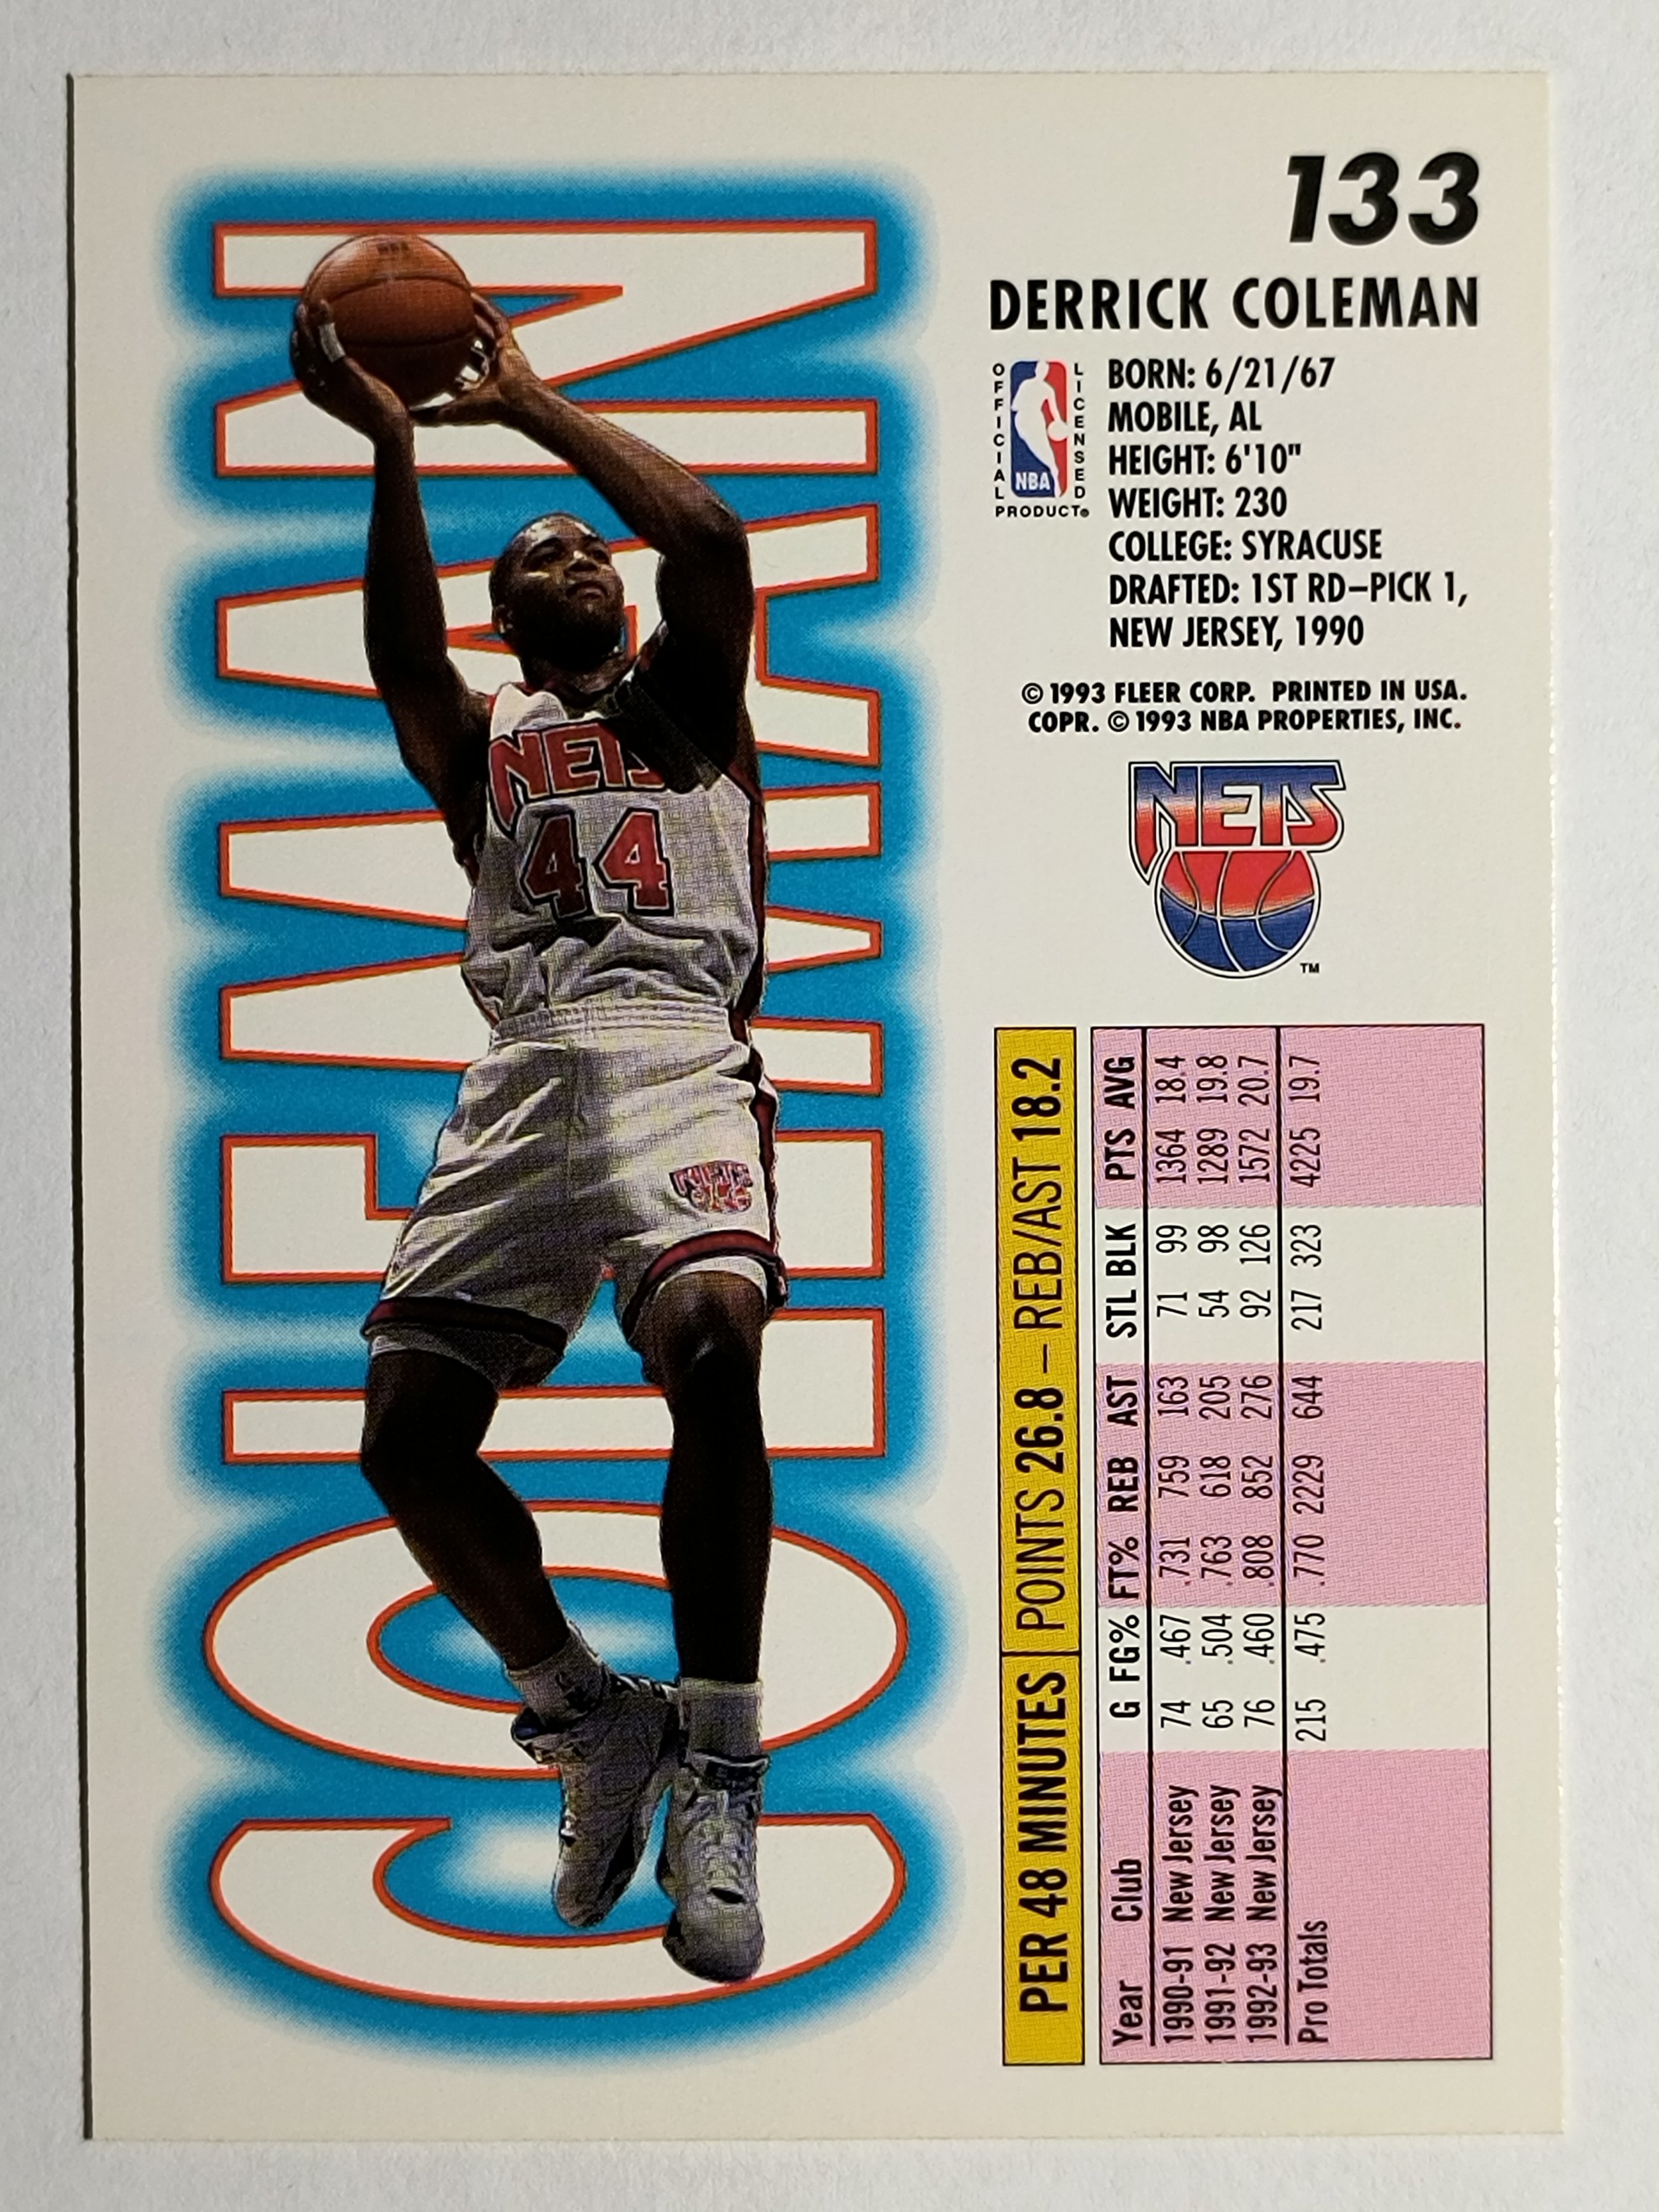 133
DERRICK COLEMAN
OFFICIAL LICENSED
NBA
PRODUCT®
BORN: 6/21/67
MOBILE, AL
HEIGHT: 6'10"
WEIGHT: 230
COLLEGE: SYRACUSE
DRAFTED: 1ST RD–PICK 1,
NEW JERSEY, 1990
© 1993 FLEER CORP. PRINTED IN USA.
COPR. © 1993 NBA PROPERTIES, INC.
NETS
TM
COLEMAN
NETS
44
NETS
PER 48 MINUTES POINTS 26.8 – REB/AST 18.2
Year Club G FG% FT% REB AST STL BLK PTS AVG
1990-91 New Jersey 74 .467 .731 759 163 71 99 1364 18.4
1991-92 New Jersey 65 .504 .763 618 205 54 98 1289 19.8
1992-93 New Jersey 76 .460 .808 852 276 92 126 1572 20.7
Pro Totals 215 .475 .770 2229 644 217 323 4225 19.7